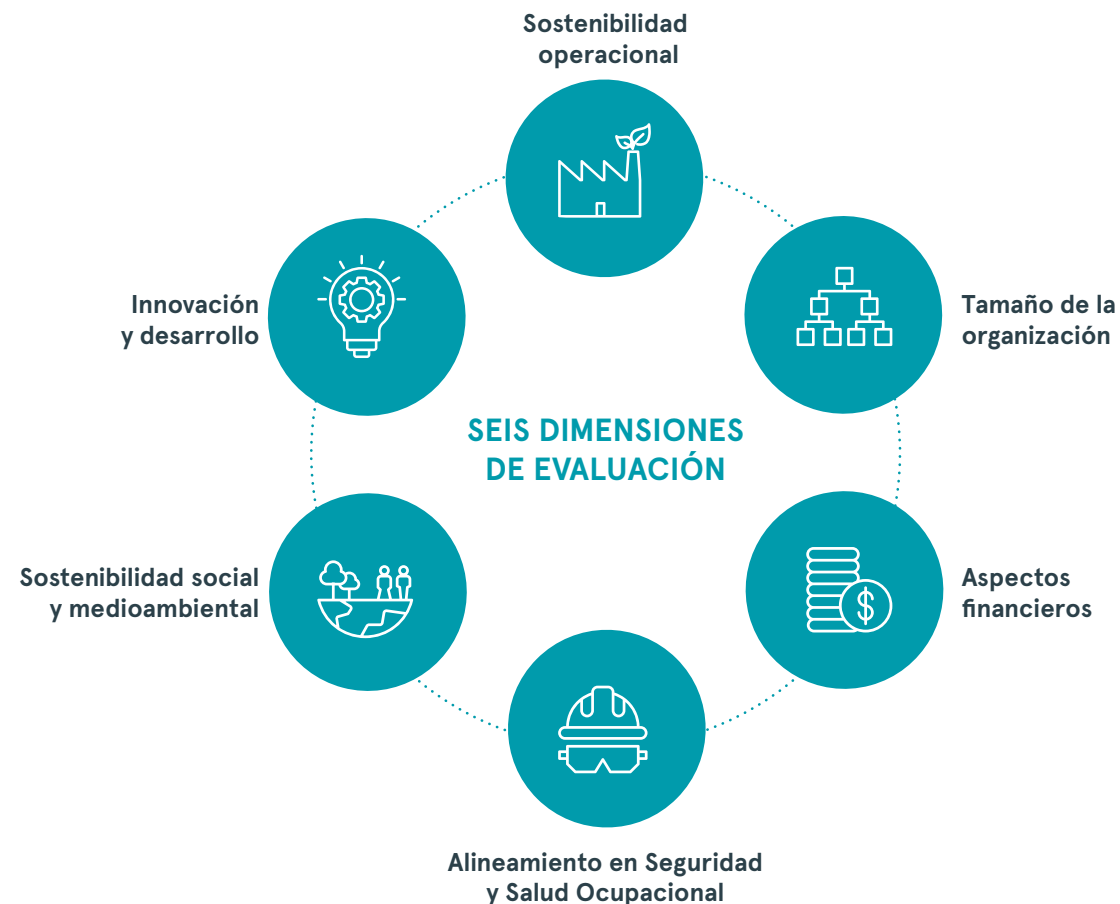 Sostenibilidad
operacional
Innovación
y desarrollo
Tamaño de la
organización
SEIS DIMENSIONES
DE EVALUACIÓN
Sostenibilidad social
y medioambiental
Aspectos
financieros
$
Alineamiento en Seguridad
y Salud Ocupacional